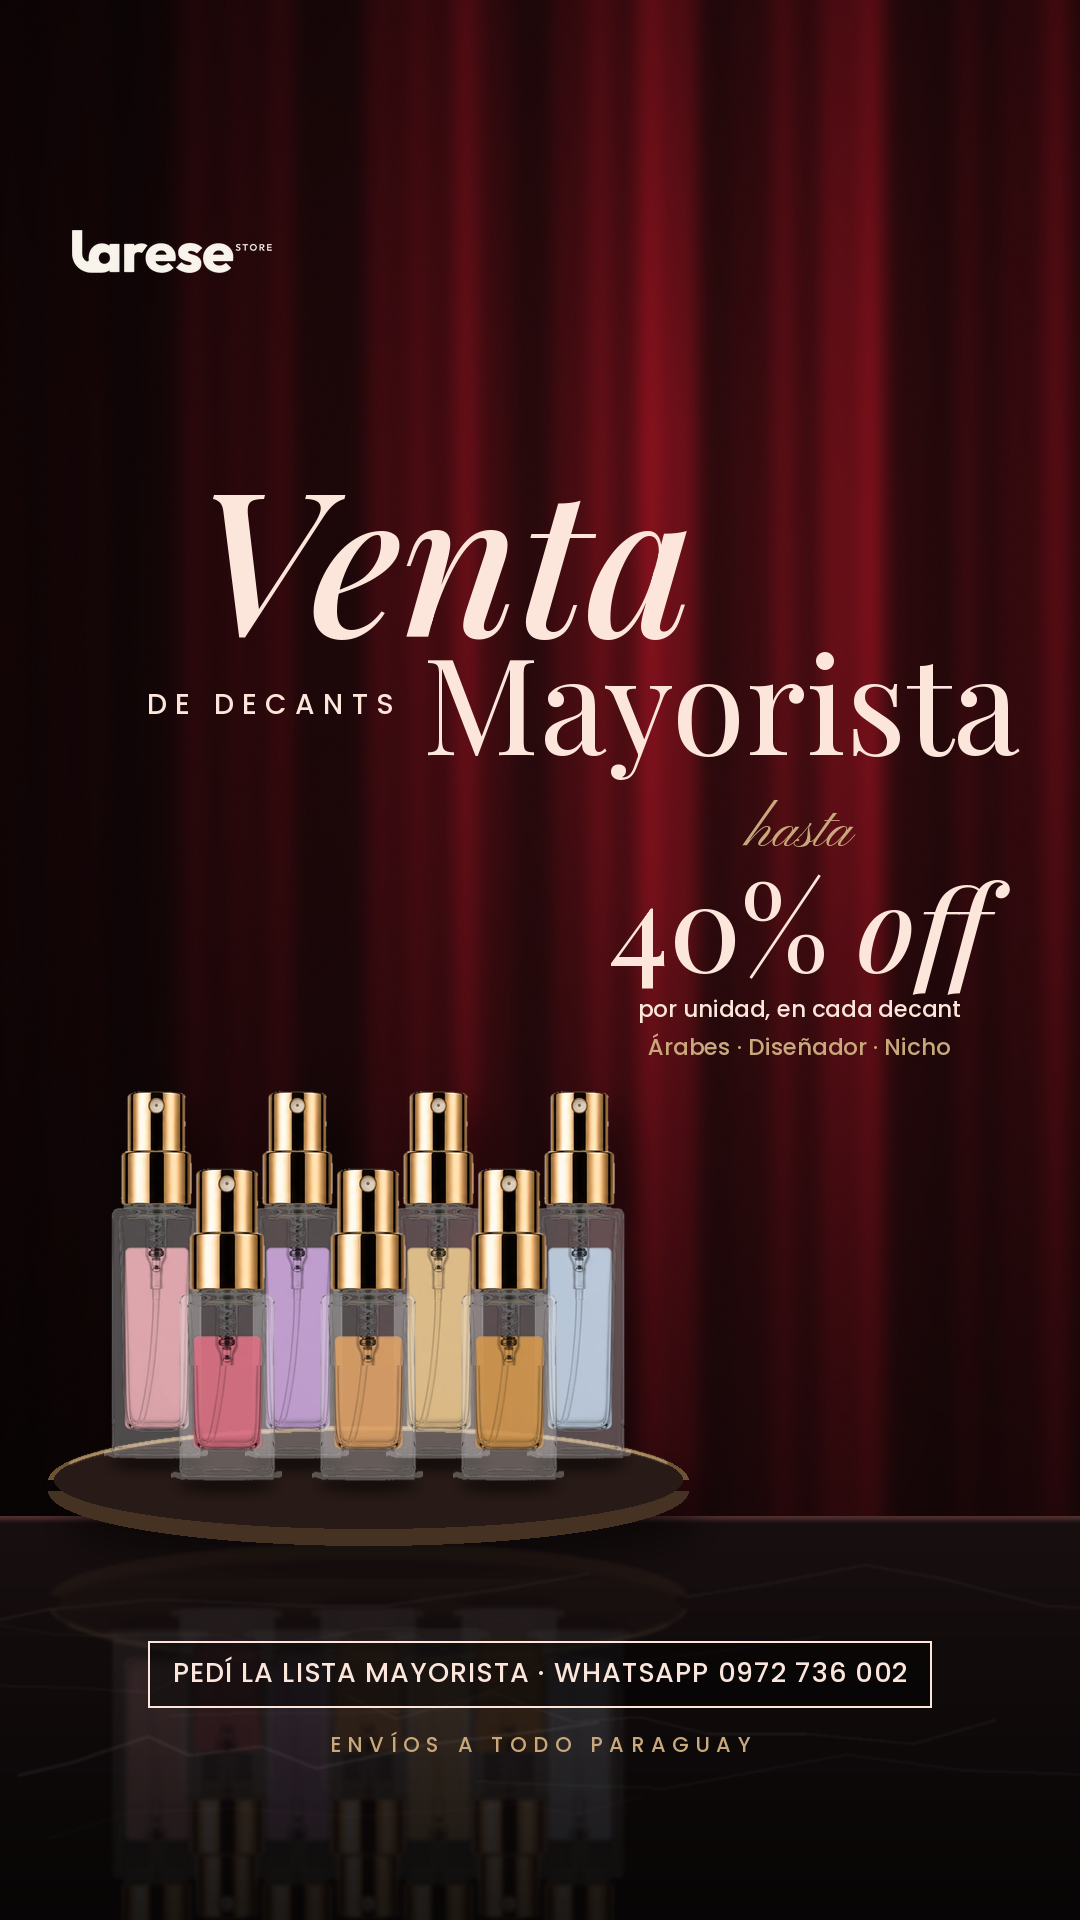 larese STORE
Venta
DE DECANTS Mayorista
hasta
40% off
por unidad, en cada decant
Árabes · Diseñador · Nicho
PEDÍ LA LISTA MAYORISTA · WHATSAPP 0972 736 002
ENVÍOS A TODO PARAGUAY